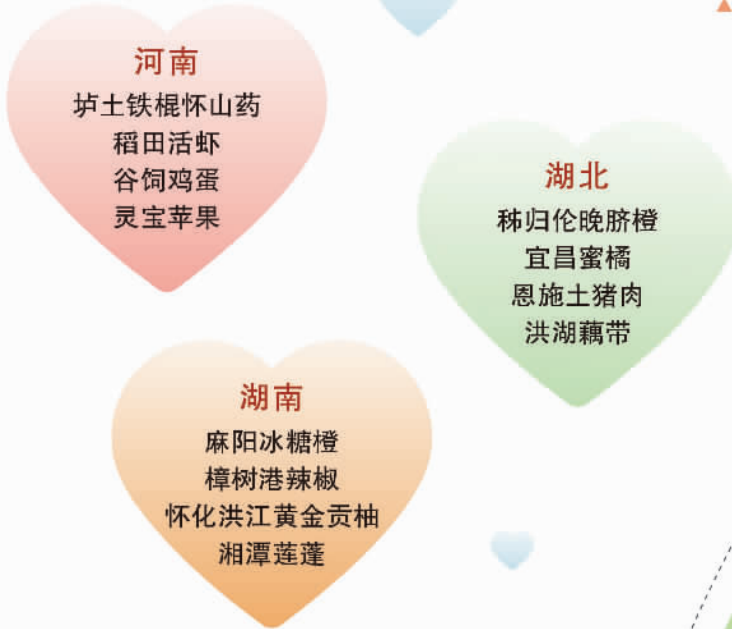 河南
垆土铁棍怀山药
稻田活虾
谷饲鸡蛋
灵宝苹果
湖北
秭归伦晚脐橙
宜昌蜜橘
恩施土猪肉
洪湖藕带
湖南
麻阳冰糖橙
樟树港辣椒
怀化洪江黄金贡柚
湘潭莲蓬